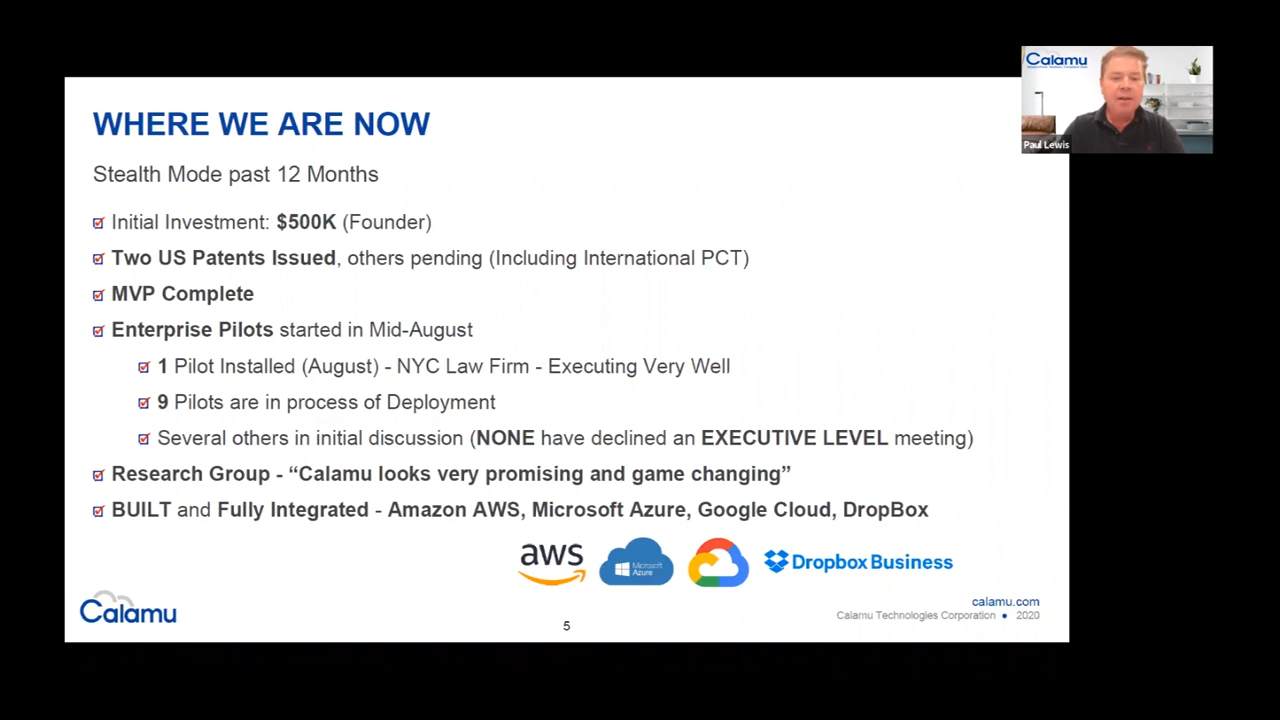 WHERE WE ARE NOW
Stealth Mode past 12 Months
Initial Investment: $500K (Founder)
Two US Patents Issued, others pending (Including International PCT)
MVP Complete
Enterprise Pilots started in Mid-August
1 Pilot Installed (August) - NYC Law Firm - Executing Very Well
9 Pilots are in process of Deployment
Several others in initial discussion (NONE have declined an EXECUTIVE LEVEL meeting)
Research Group - “Calamu looks very promising and game changing”
BUILT and Fully Integrated - Amazon AWS, Microsoft Azure, Google Cloud, DropBox
aws
Microsoft
Azure
Dropbox Business
Calamu
5
calamu.com
Calamu Technologies Corporation • 2020
Calamu
Paul Lewis